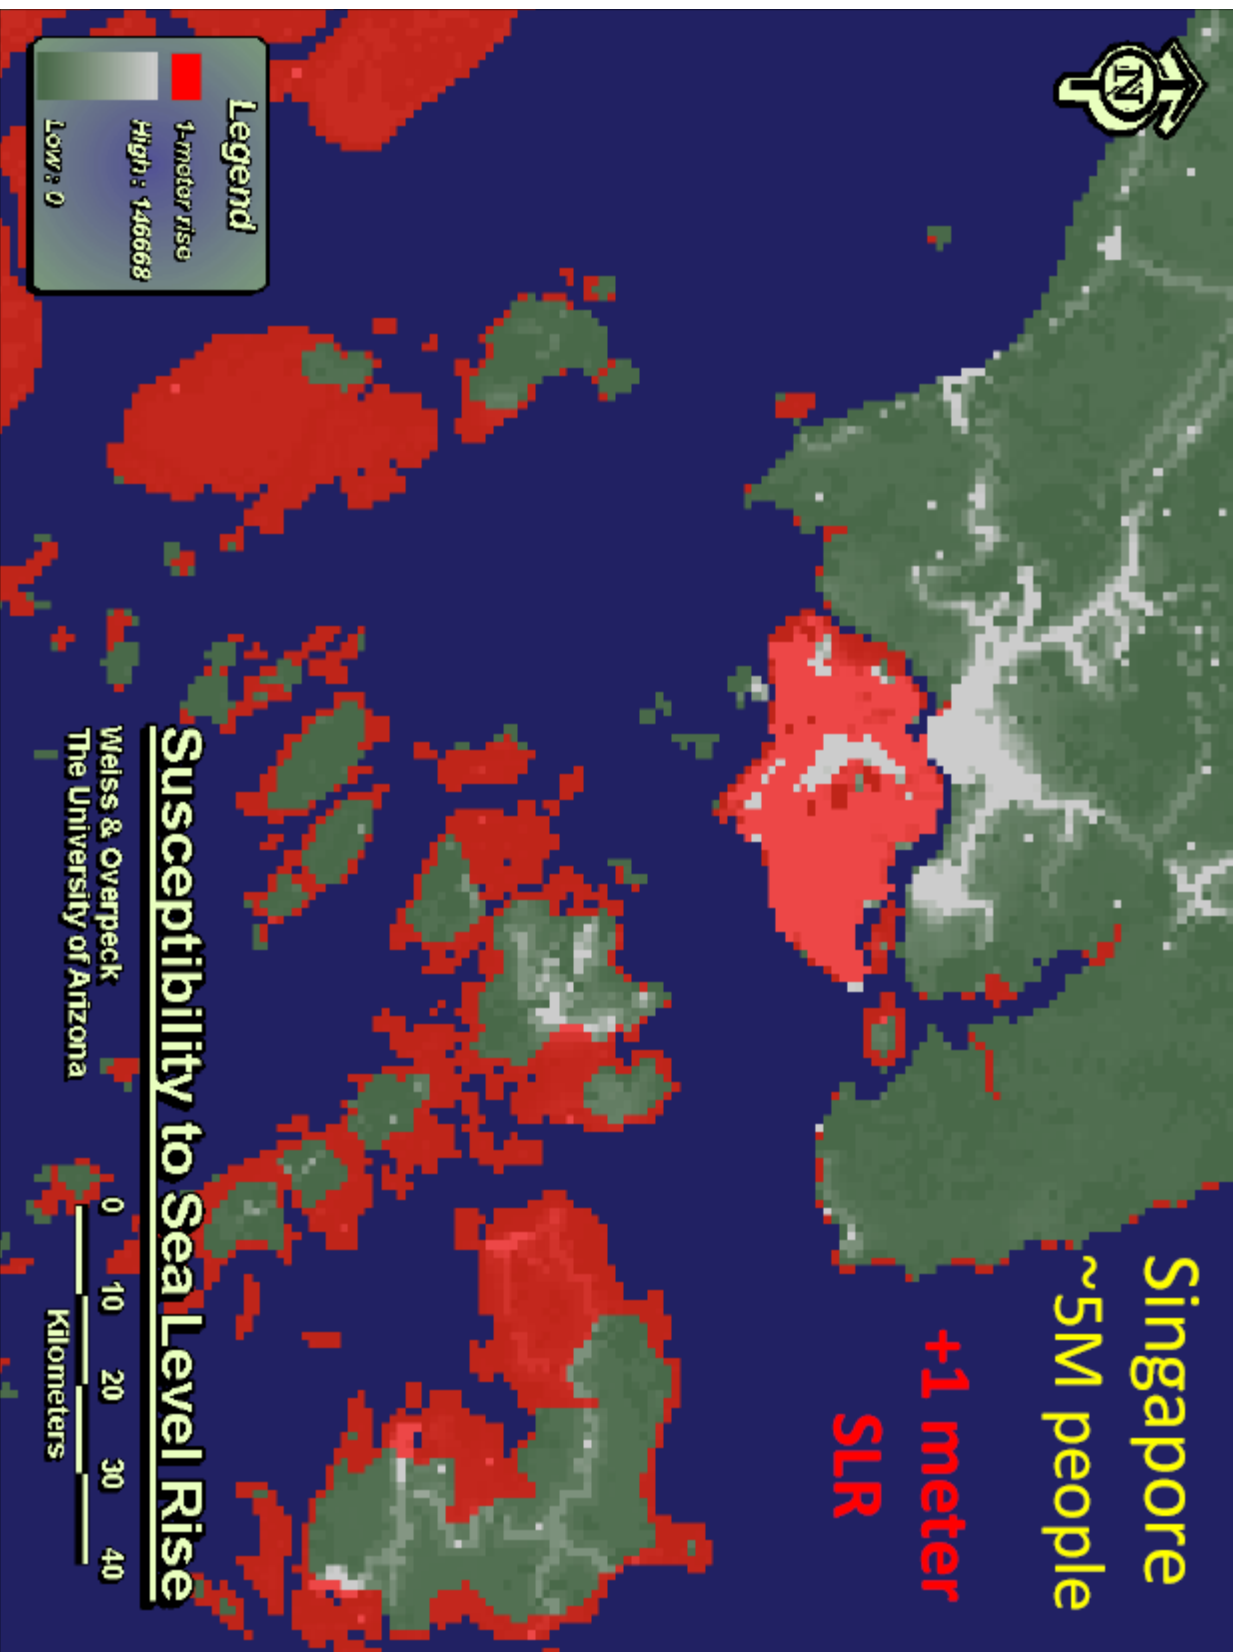 Singapore
~5M people
+1 meter
SLR
N
Legend
1-meter rise
High : 146668
Low : 0
Susceptibility to Sea Level Rise
Weiss & Overpeck
The University of Arizona
0 10 20 30 40
Kilometers